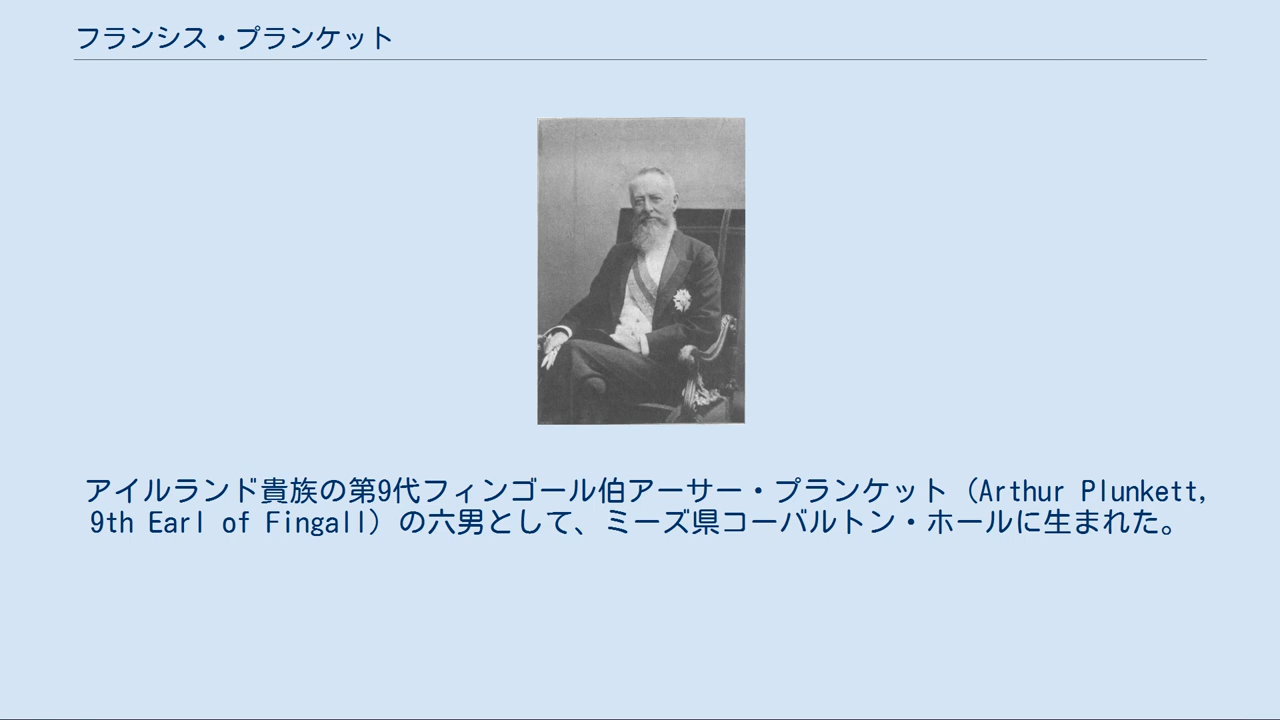 フランシス・プランケット
アイルランド貴族の第9代フィンゴール伯アーサー・プランケット（Arthur Plunkett,
9th Earl of Fingall）の六男として、ミーズ県コーバルトン・ホールに生まれた。